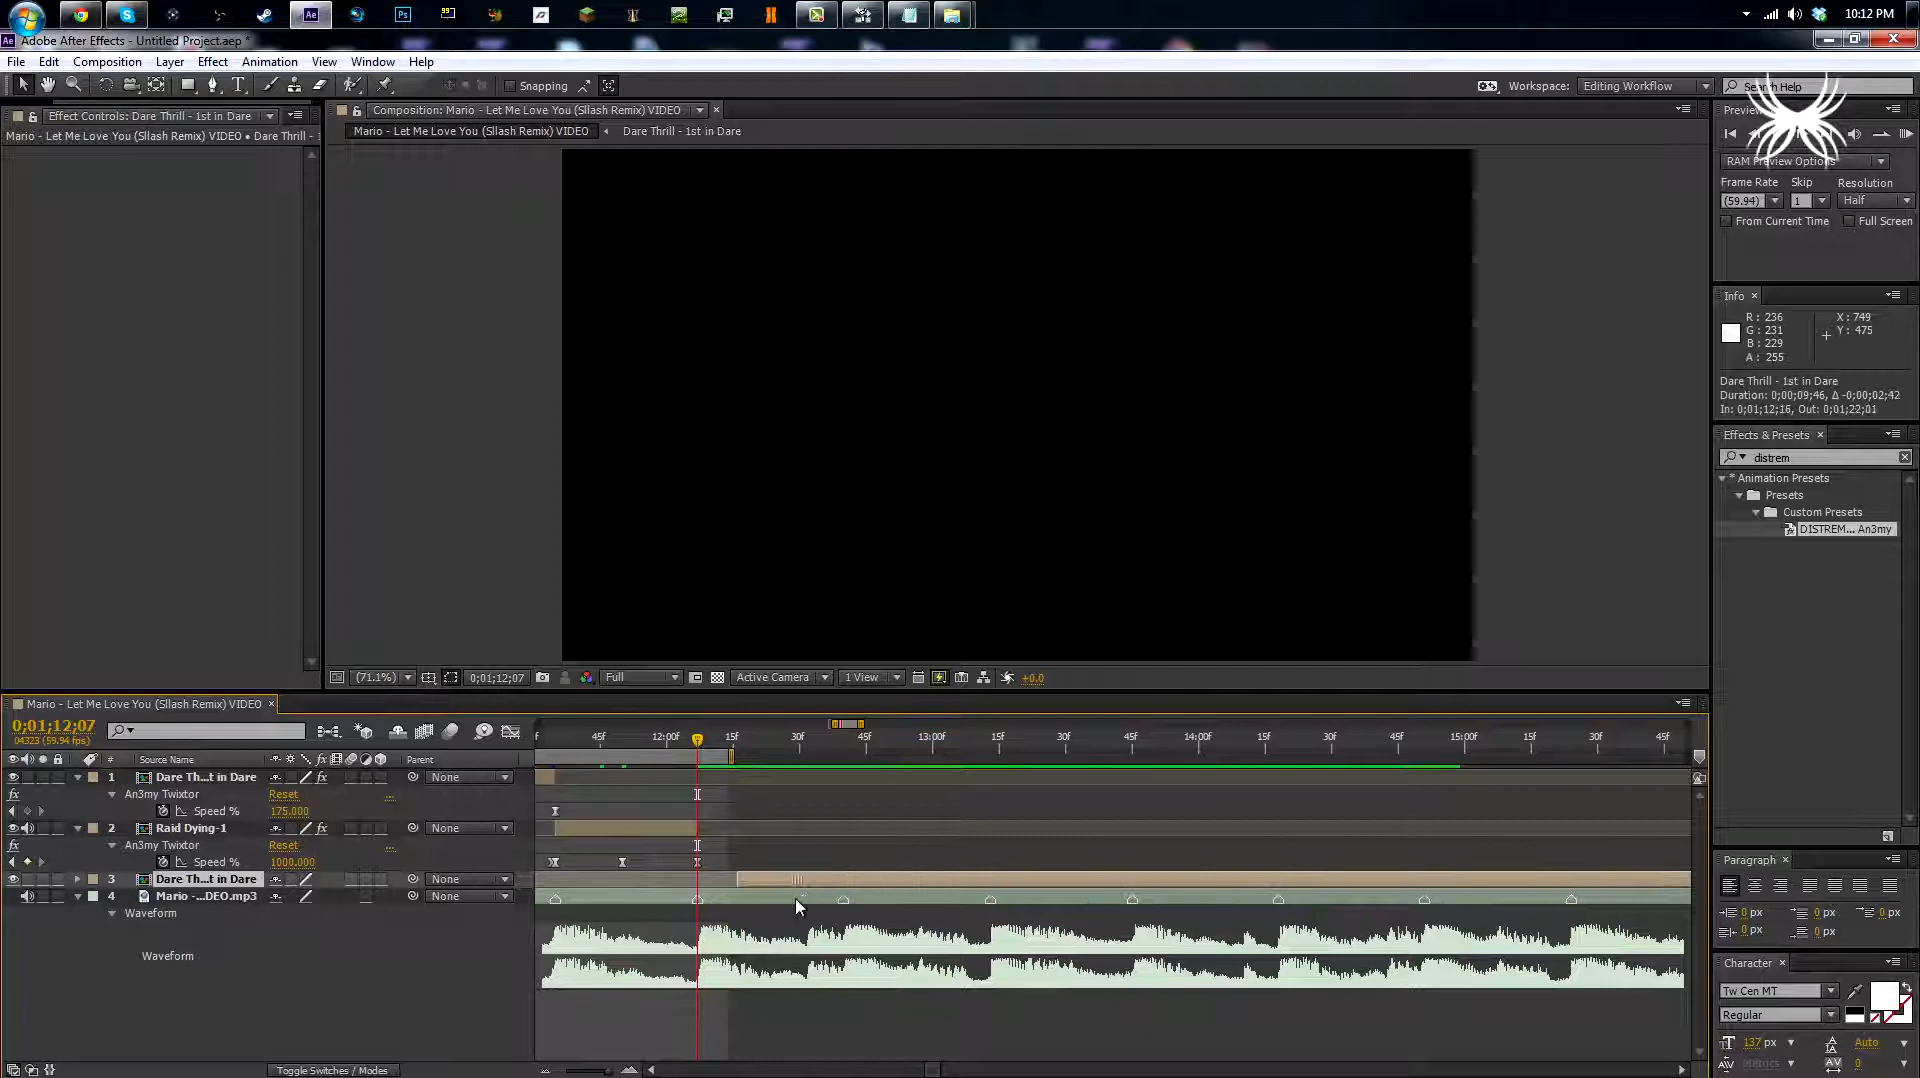 10:12 PM
Adobe After Effects - Untitled Project.aep *
File Edit Composition Layer Effect Animation View Window Help
Snapping
Workspace: Editing Workflow
Search Help
Effect Controls: Dare Thrill - 1st in Dare
Mario - Let Me Love You (Sllash Remix) VIDEO • Dare Thrill -
Composition: Mario - Let Me Love You (Sllash Remix) VIDEO
Mario - Let Me Love You (Sllash Remix) VIDEO Dare Thrill - 1st in Dare
RAM Preview Options
Frame Rate Skip Resolution
(59.94) 1 Half
From Current Time Full Screen
Info
R: 236 X: 749
G: 231 Y: 475
B: 229
A: 255
Dare Thrill - 1st in Dare
Duration: 0;00;09;46, Δ -0;00;02;42
In: 0;01;12;16, Out: 0;01;22;01
Effects & Presets
distrem
* Animation Presets
Presets
Custom Presets
DISTREM... An3my
(71.1%) 0;01;12;07 Full Active Camera 1 View +0.0
Mario - Let Me Love You (Sllash Remix) VIDEO
0;01;12;07
04323 (59.94 fps)
f 45f 12:00f 15f 30f 45f 13:00f 15f 30f 45f 14:00f 15f 30f 45f 15:00f 15f 30f 45f
# Source Name Parent
1 Dare Th...t in Dare None
An3my Twixtor Reset ...
Speed % 175.000
2 Raid Dying-1 None
An3my Twixtor Reset ...
Speed % 1000.000
3 Dare Th...t in Dare None
4 Mario -...DEO.mp3 None
Waveform
Waveform
Toggle Switches / Modes
Paragraph
0 px 0 px 0 px
0 px 0 px
Character
Tw Cen MT
Regular
137 px Auto
Metrics 0